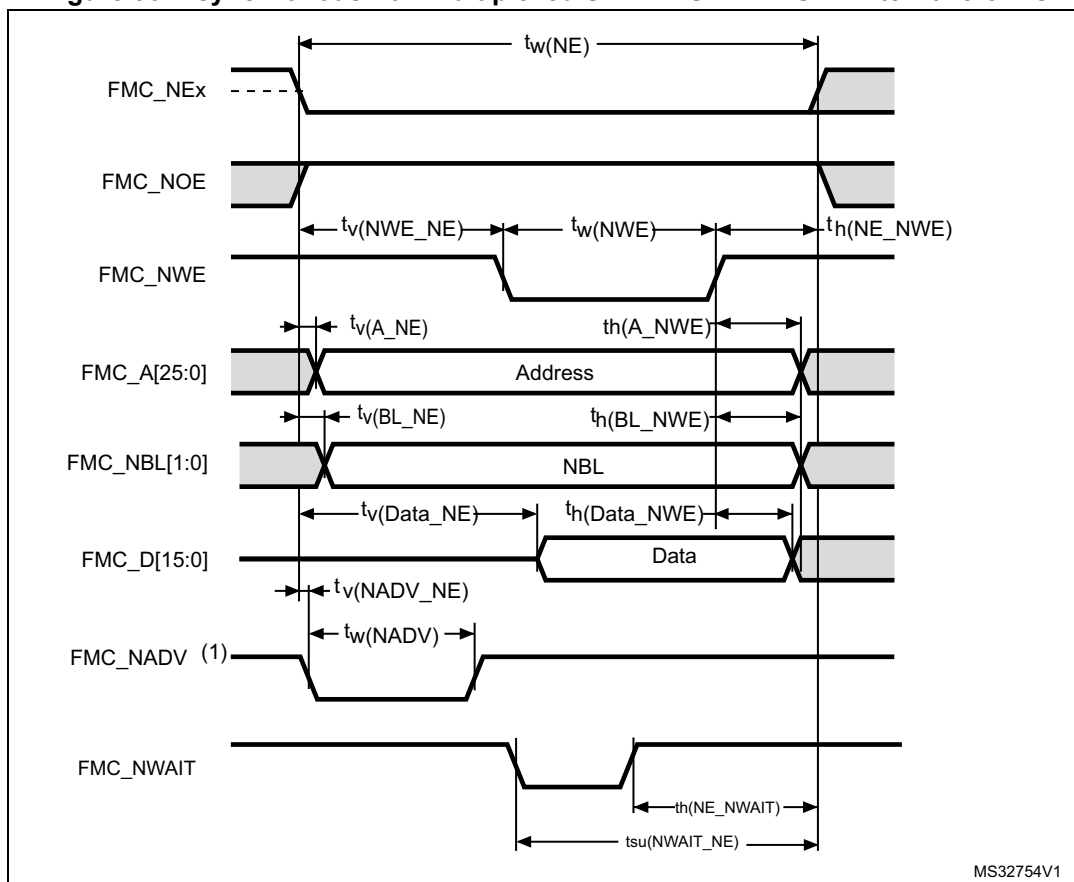 tw(NE)
FMC_NEx
FMC_NOE
tv(NWE_NE)
tw(NWE)
th(NE_NWE)
FMC_NWE
tv(A_NE)
th(A_NWE)
FMC_A[25:0]
Address
tv(BL_NE)
th(BL_NWE)
FMC_NBL[1:0]
NBL
tv(Data_NE)
th(Data_NWE)
FMC_D[15:0]
Data
tv(NADV_NE)
tw(NADV)
FMC_NADV (1)
FMC_NWAIT
th(NE_NWAIT)
tsu(NWAIT_NE)
MS32754V1